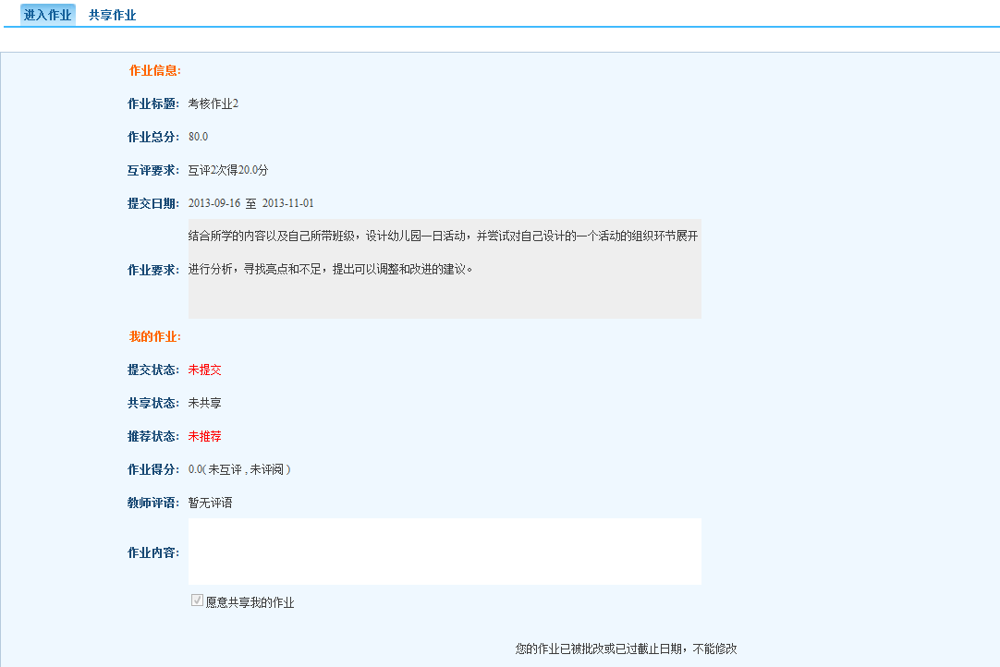 进入作业 共享作业
作业信息:
作业标题: 考核作业2
作业总分: 80.0
互评要求: 互评2次得20.0分
提交日期: 2013-09-16 至 2013-11-01
结合所学的内容以及自己所带班级，设计幼儿园一日活动，并尝试对自己设计的一个活动的组织环节展开
作业要求: 进行分析，寻找亮点和不足，提出可以调整和改进的建议。
我的作业:
提交状态: 未提交
共享状态: 未共享
推荐状态: 未推荐
作业得分: 0.0( 未互评 , 未评阅 )
教师评语: 暂无评语
作业内容:
愿意共享我的作业
您的作业已被批改或已过截止日期，不能修改